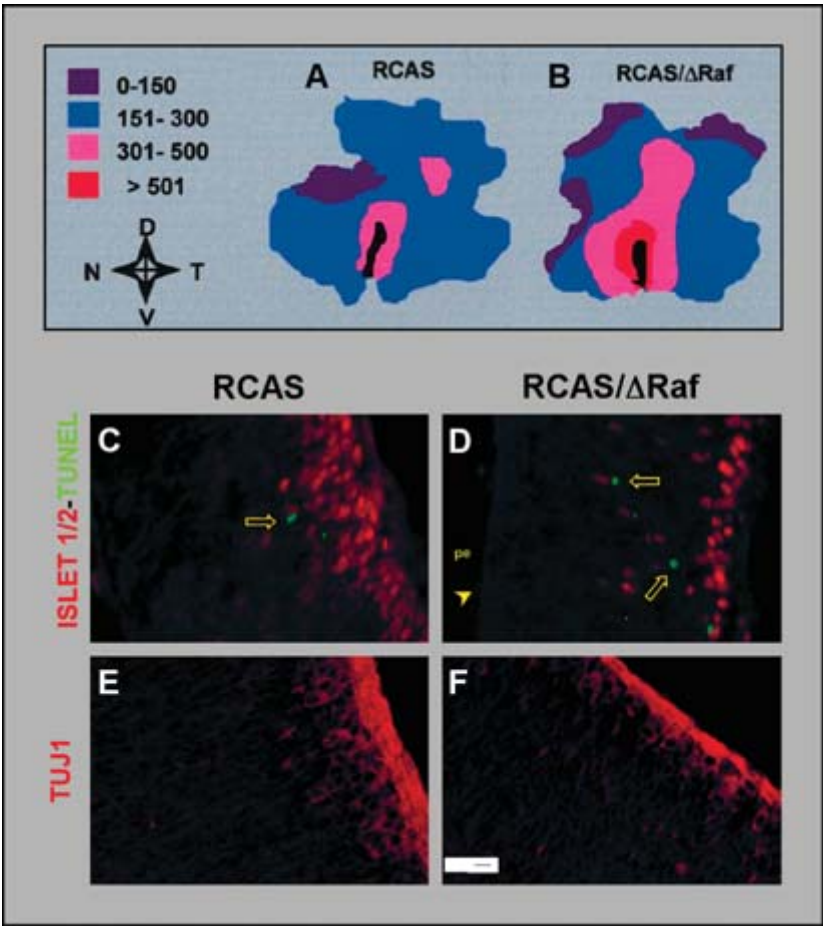 0-150
151- 300
301- 500
> 501
D
N T
V
A RCAS
B RCAS/ΔRaf
RCAS RCAS/ΔRaf
ISLET 1/2-TUNEL
C
D
pe
TUJ1
E
F